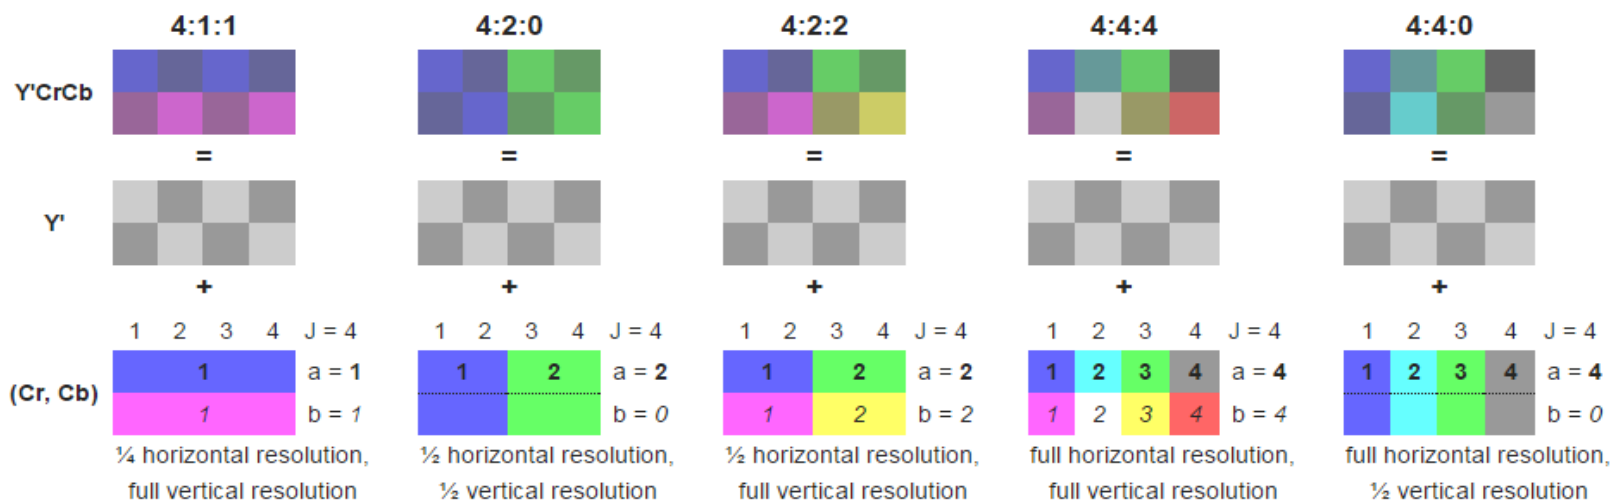 4:1:1 4:2:0 4:2:2 4:4:4 4:4:0
Y'CrCb
= = = = =
Y'
+ + + + +
1 2 3 4 J = 4 1 2 3 4 J = 4 1 2 3 4 J = 4 1 2 3 4 J = 4 1 2 3 4 J = 4
1 a = 1 1 2 a = 2 1 2 a = 2 1 2 3 4 a = 4 1 2 3 4 a = 4
(Cr, Cb)
1 b = 1 b = 0 1 2 b = 2 1 2 3 4 b = 4 b = 0
¼ horizontal resolution, ½ horizontal resolution, ½ horizontal resolution, full horizontal resolution, full horizontal resolution,
full vertical resolution ½ vertical resolution full vertical resolution full vertical resolution ½ vertical resolution